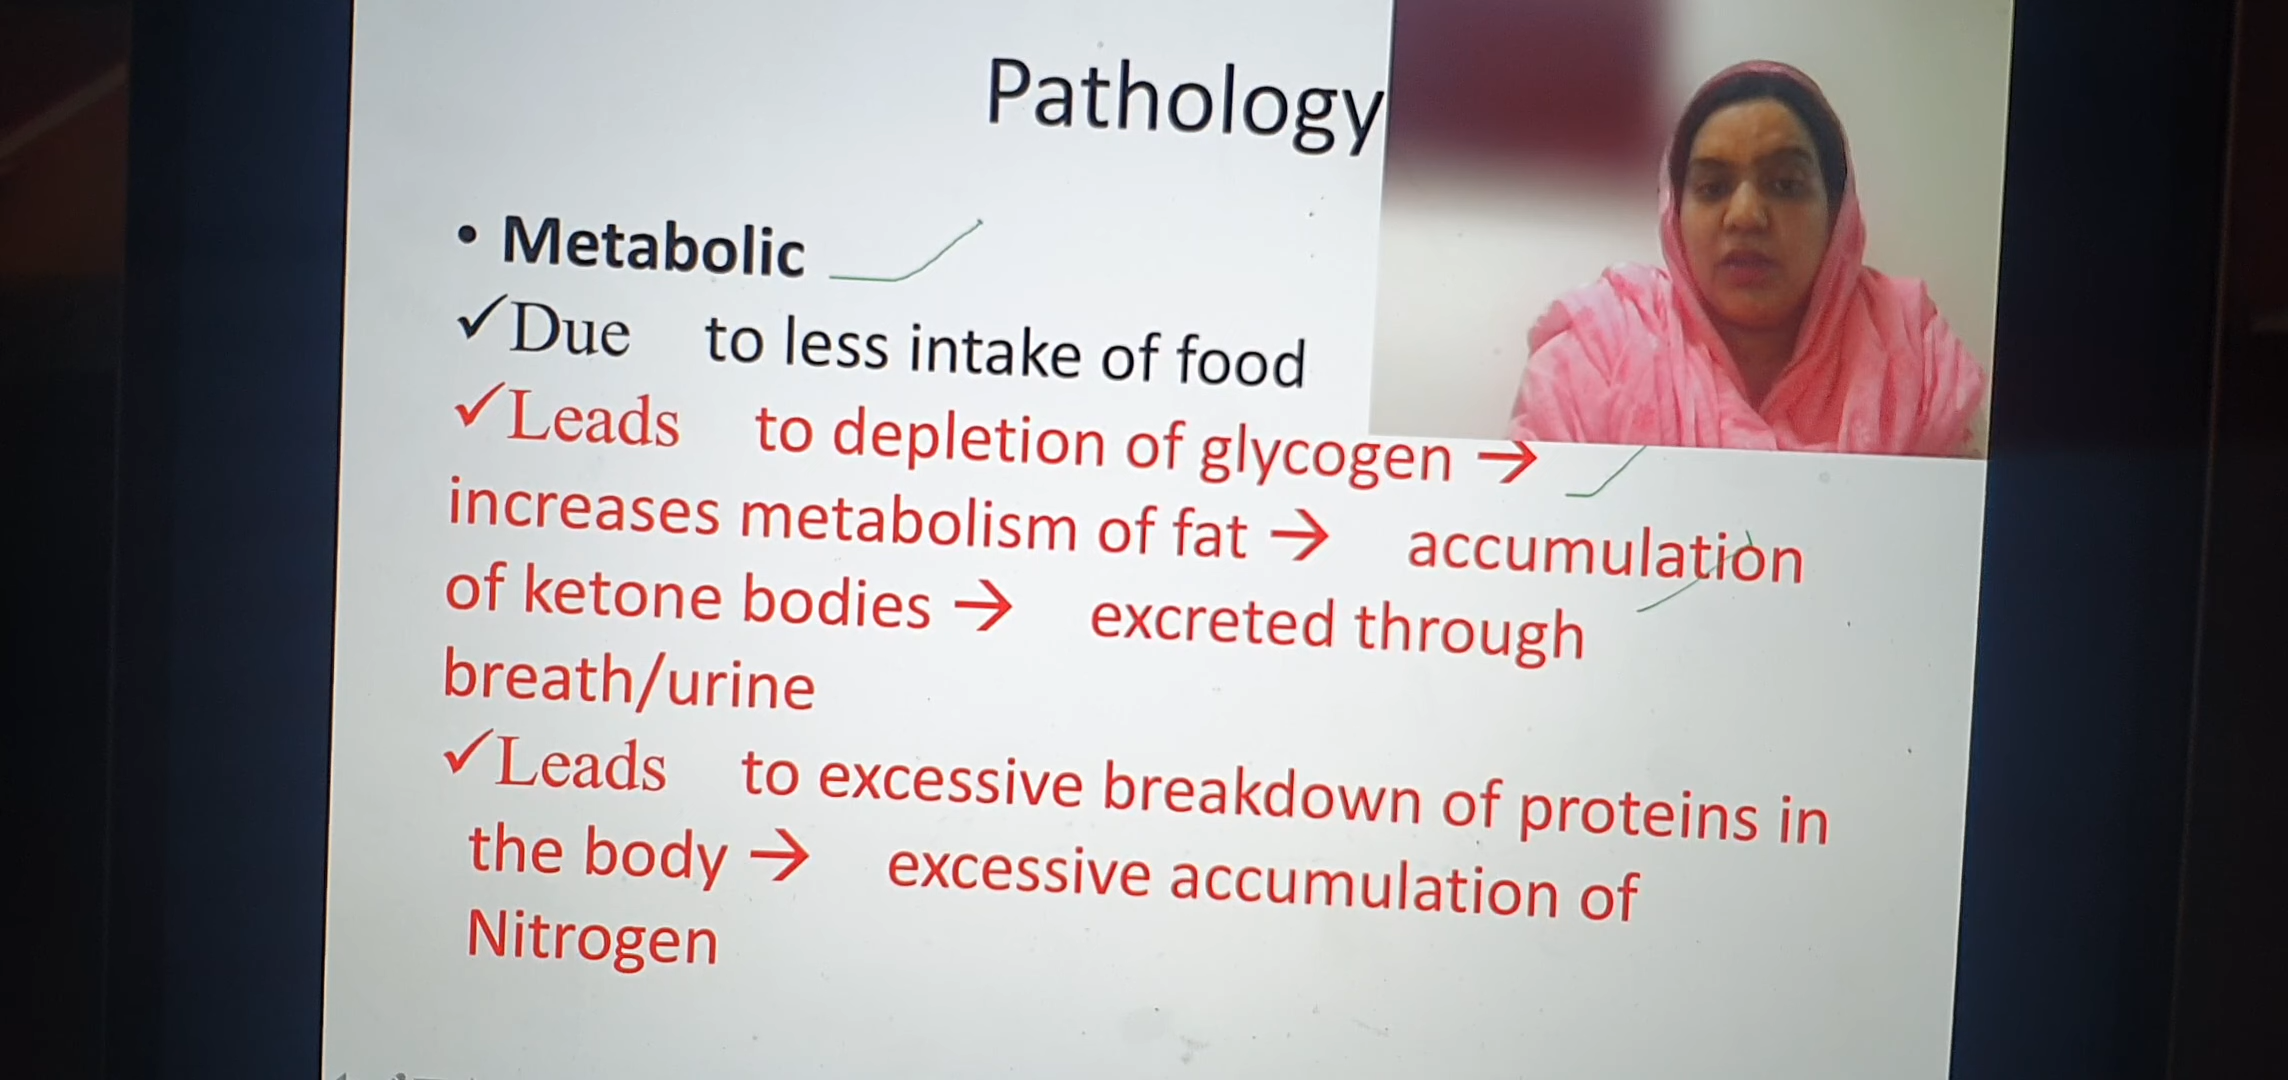 Pathology
• Metabolic
✓Due to less intake of food
✓Leads to depletion of glycogen →
increases metabolism of fat → accumulation
of ketone bodies → excreted through
breath/urine
✓Leads to excessive breakdown of proteins in
the body → excessive accumulation of
Nitrogen